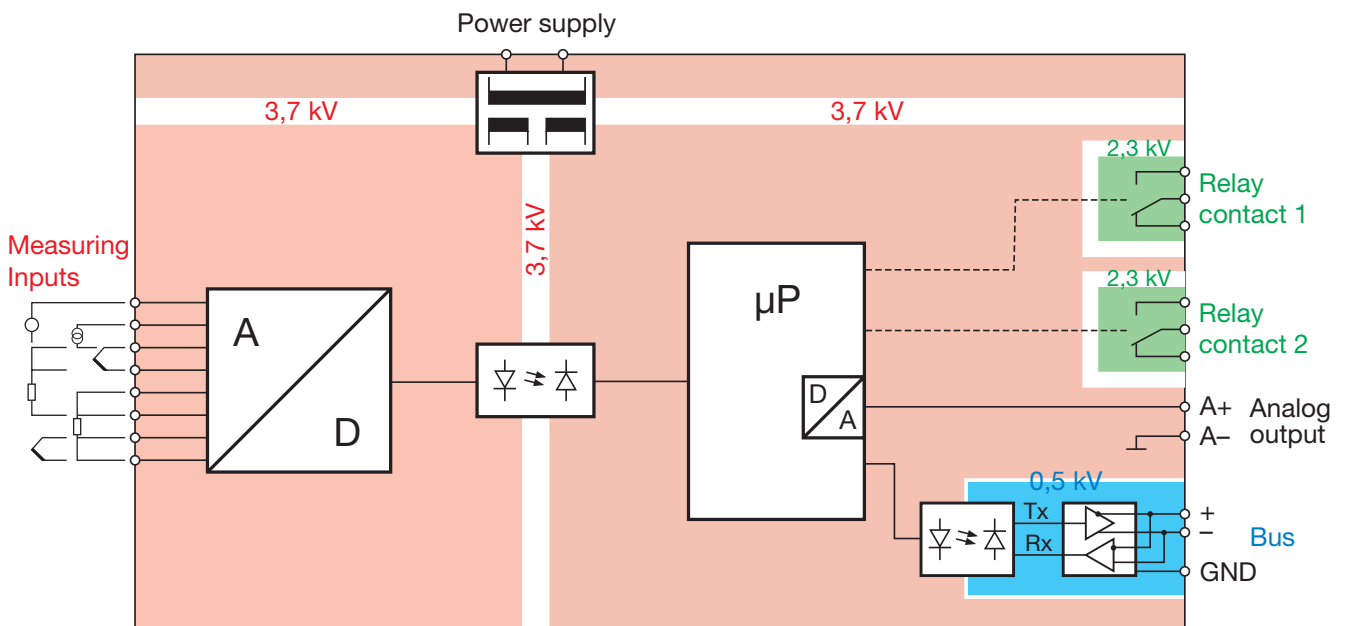 Power supply
3,7 kV
3,7 kV
2,3 kV
Relay
contact 1
3,7 kV
Measuring
Inputs
2,3 kV
Relay
contact 2
A
D
µP
D
A
A+
A–
Analog
output
0,5 kV
Tx
Rx
+
–
Bus
GND